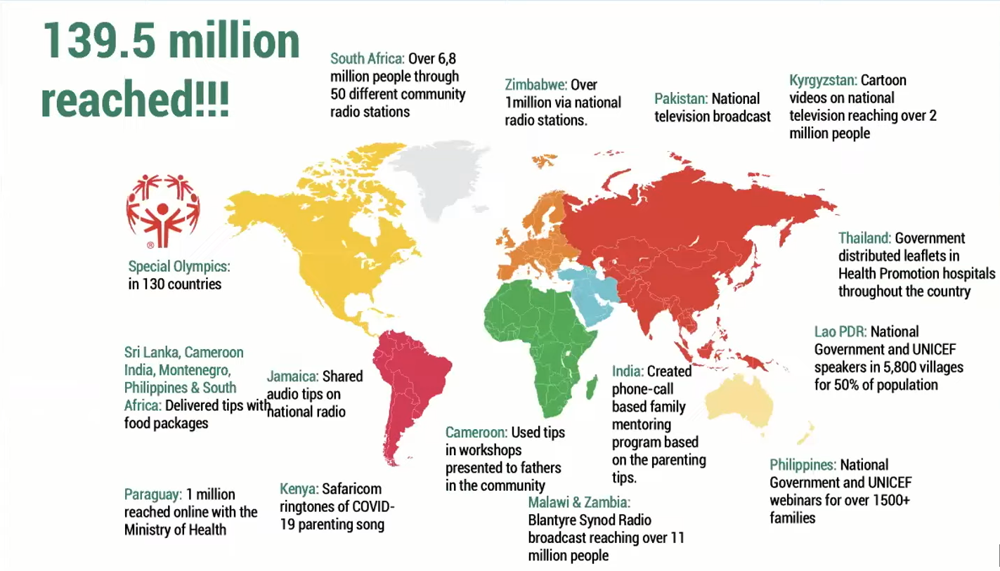 139.5 million
reached!!!
South Africa: Over 6,8
million people through
50 different community
radio stations
Zimbabwe: Over
1million via national
radio stations.
Pakistan: National
television broadcast
Kyrgyzstan: Cartoon
videos on national
television reaching over 2
million people
®
Special Olympics:
in 130 countries
Thailand: Government
distributed leaflets in
Health Promotion hospitals
throughout the country
Lao PDR: National
Government and UNICEF
speakers in 5,800 villages
for 50% of population
Sri Lanka, Cameroon
India, Montenegro,
Philippines & South
Africa: Delivered tips with
food packages
Jamaica: Shared
audio tips on
national radio
India: Created
phone-call
based family
mentoring
program based
on the parenting
tips.
Cameroon: Used tips
in workshops
presented to fathers
in the community
Philippines: National
Government and UNICEF
webinars for over 1500+
families
Paraguay: 1 million
reached online with the
Ministry of Health
Kenya: Safaricom
ringtones of COVID-
19 parenting song
Malawi & Zambia:
Blantyre Synod Radio
broadcast reaching over 11
million people